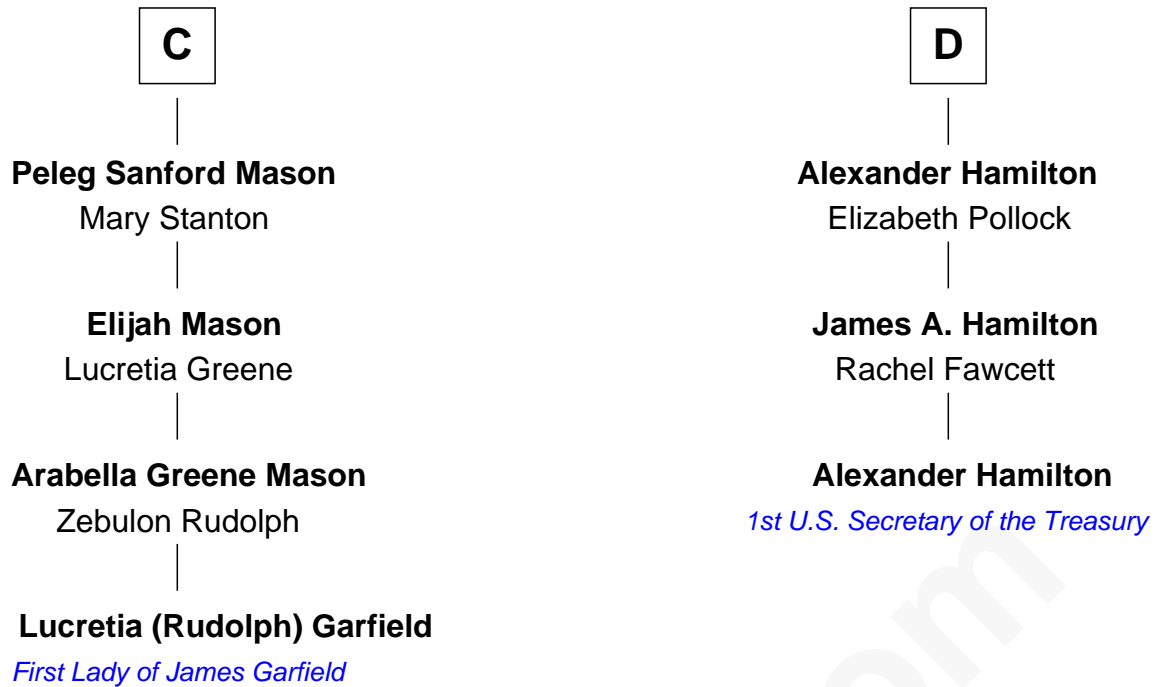 C
Peleg Sanford Mason
Mary Stanton
Elijah Mason
Lucretia Greene
Arabella Greene Mason
Zebulon Rudolph
Lucretia (Rudolph) Garfield
First Lady of James Garfield
D
Alexander Hamilton
Elizabeth Pollock
James A. Hamilton
Rachel Fawcett
Alexander Hamilton
1st U.S. Secretary of the Treasury
om